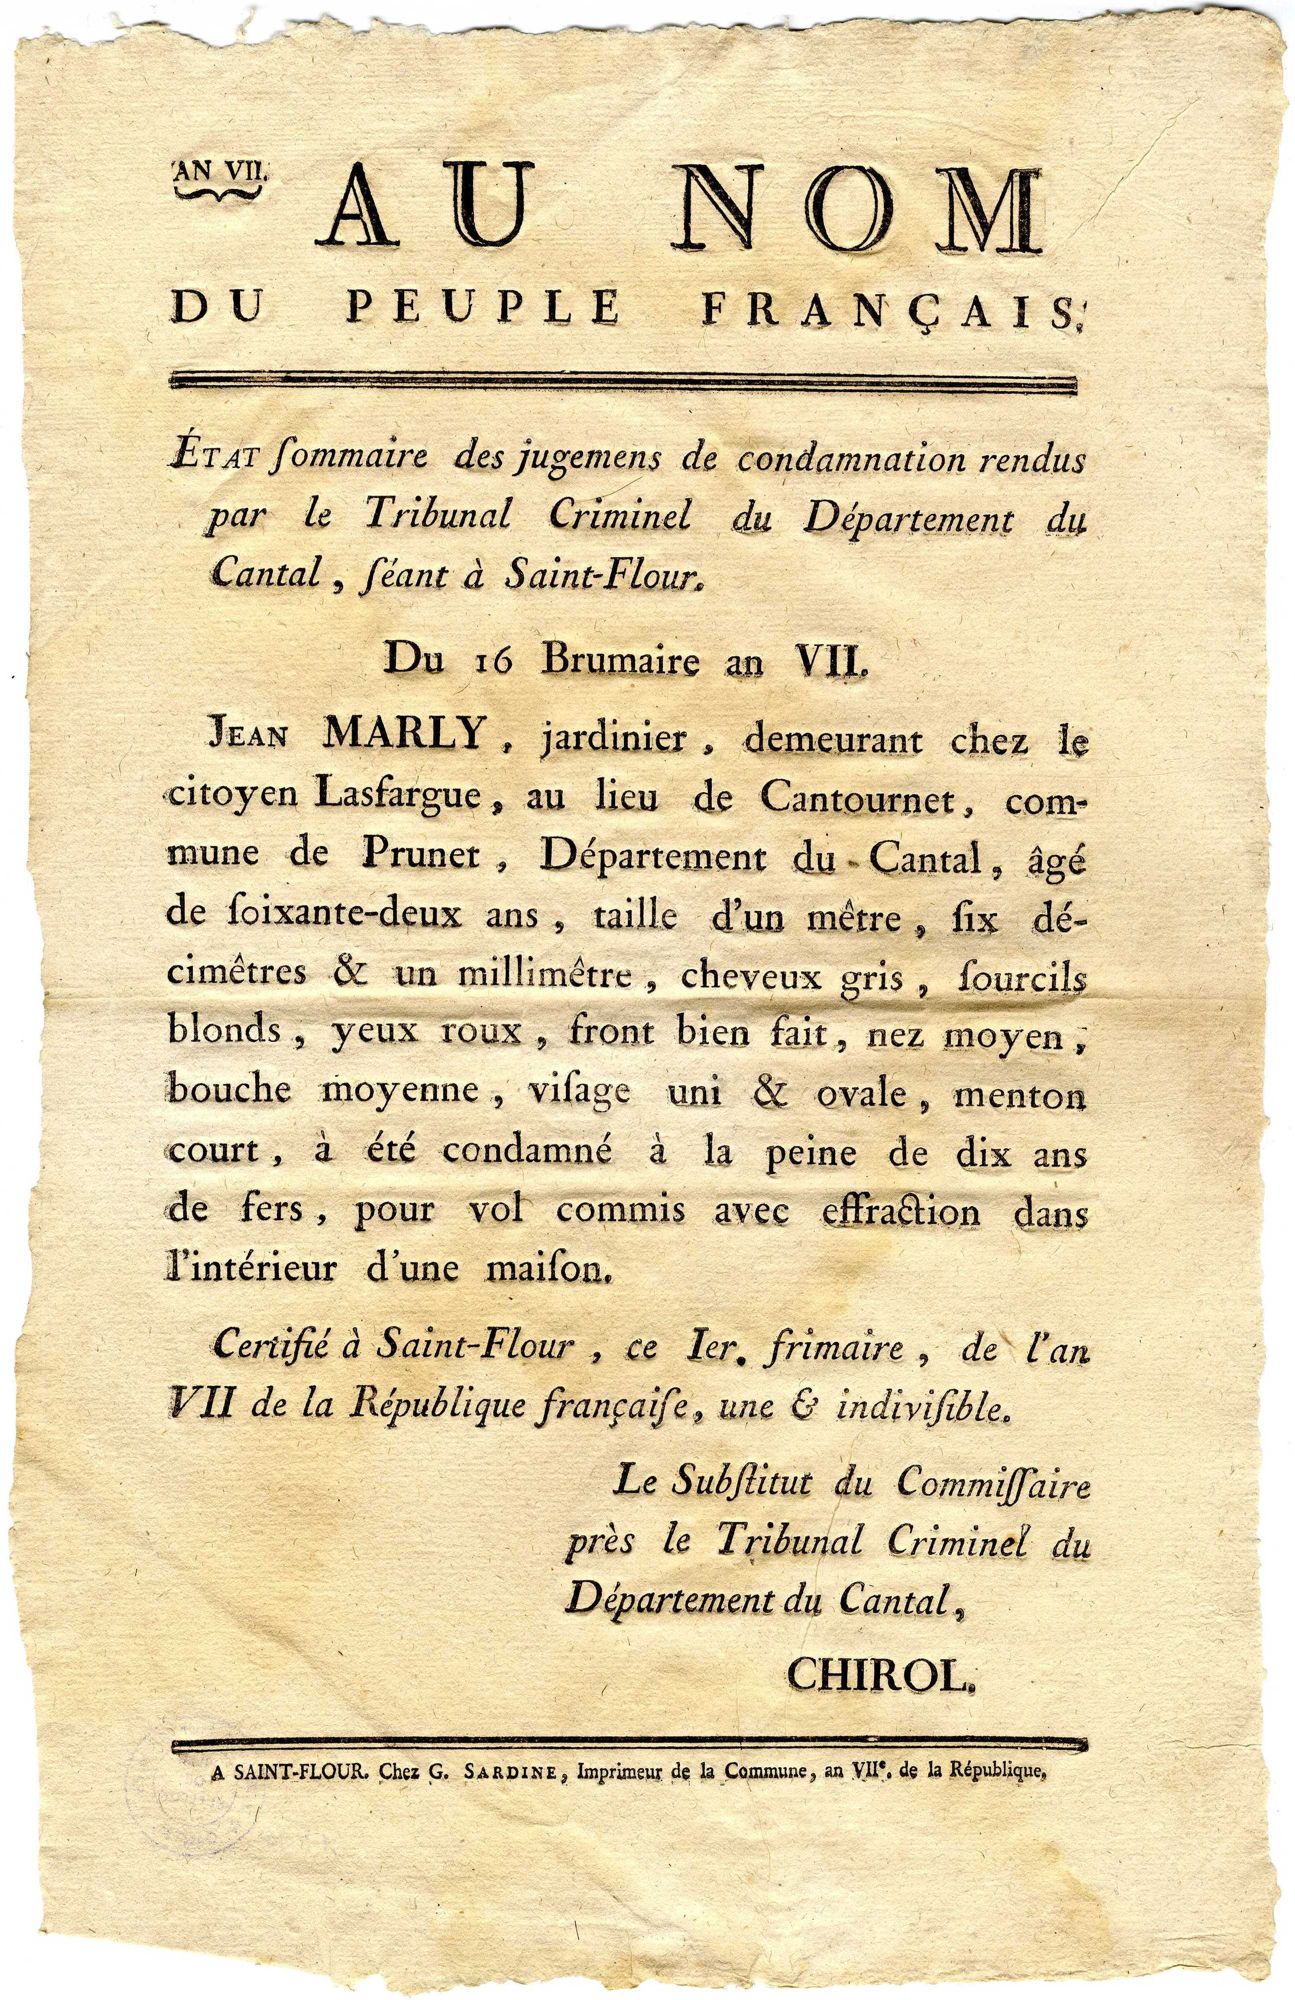 AN VII.
AU NOM
DU PEUPLE FRANÇAIS.
ÉTAT ſommaire des jugemens de condamnation rendus
par le Tribunal Criminel du Département du
Cantal, ſéant à Saint-Flour.
Du 16 Brumaire an VII.
JEAN MARLY, jardinier, demeurant chez le
citoyen Lasfargue, au lieu de Cantournet, com-
mune de Prunet, Département du Cantal, âgé
de ſoixante-deux ans, taille d'un mêtre, ſix dé-
cimêtres & un millimêtre, cheveux gris, ſourcils
blonds, yeux roux, front bien fait, nez moyen,
bouche moyenne, viſage uni & ovale, menton
court, à été condamné à la peine de dix ans
de fers, pour vol commis avec effraction dans
l'intérieur d'une maiſon.
Certifié à Saint-Flour, ce Ier. frimaire, de l'an
VII de la République françaiſe, une & indiviſible.
Le Subſtitut du Commiſſaire
près le Tribunal Criminel du
Département du Cantal,
CHIROL.
A SAINT-FLOUR. Chez G. SARDINE, Imprimeur de la Commune, an VIIe. de la République.